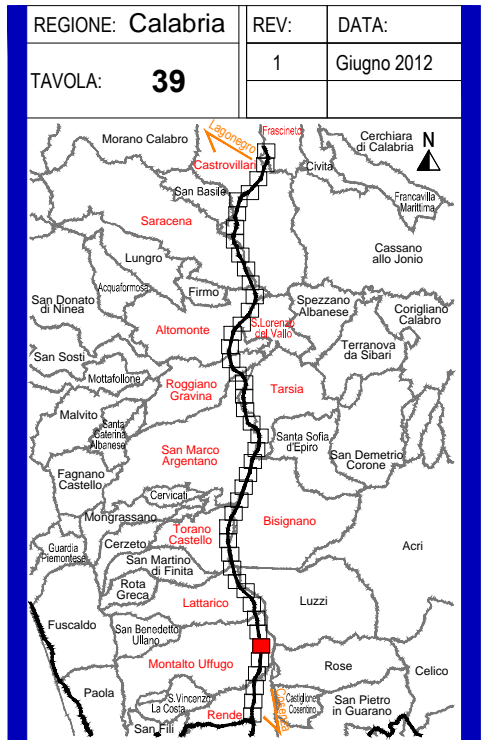 REGIONE: Calabria
REV:
DATA:
TAVOLA: 39
1
Giugno 2012
Lagonegro
Frascineto
Morano Calabro
Cerchiara
di Calabria
N
Castrovillari
Civita
San Basile
Francavilla
Marittima
Saracena
Cassano
allo Jonio
Lungro
Acquaformosa
Firmo
San Donato
di Ninea
Spezzano
Albanese
Corigliano
Calabro
Altomonte
S.Lorenzo
del Vallo
Terranova
da Sibari
San Sosti
Mottafollone
Roggiano
Gravina
Tarsia
Malvito
Santa
Caterina
Albanese
Santa Sofia
d'Epiro
San Marco
Argentano
San Demetrio
Corone
Fagnano
Castello
Cervicati
Mongrassano
Torano
Castello
Bisignano
Guardia
Piemontese
Cerzeto
Acri
San Martino
di Finita
Rota
Greca
Lattarico
Luzzi
Fuscaldo
San Benedetto
Ullano
Montalto Uffugo
Rose
Celico
Paola
S.Vincenzo
La Costa
Cosenza
Castiglione
Cosentino
San Pietro
in Guarano
Rende
San Fili